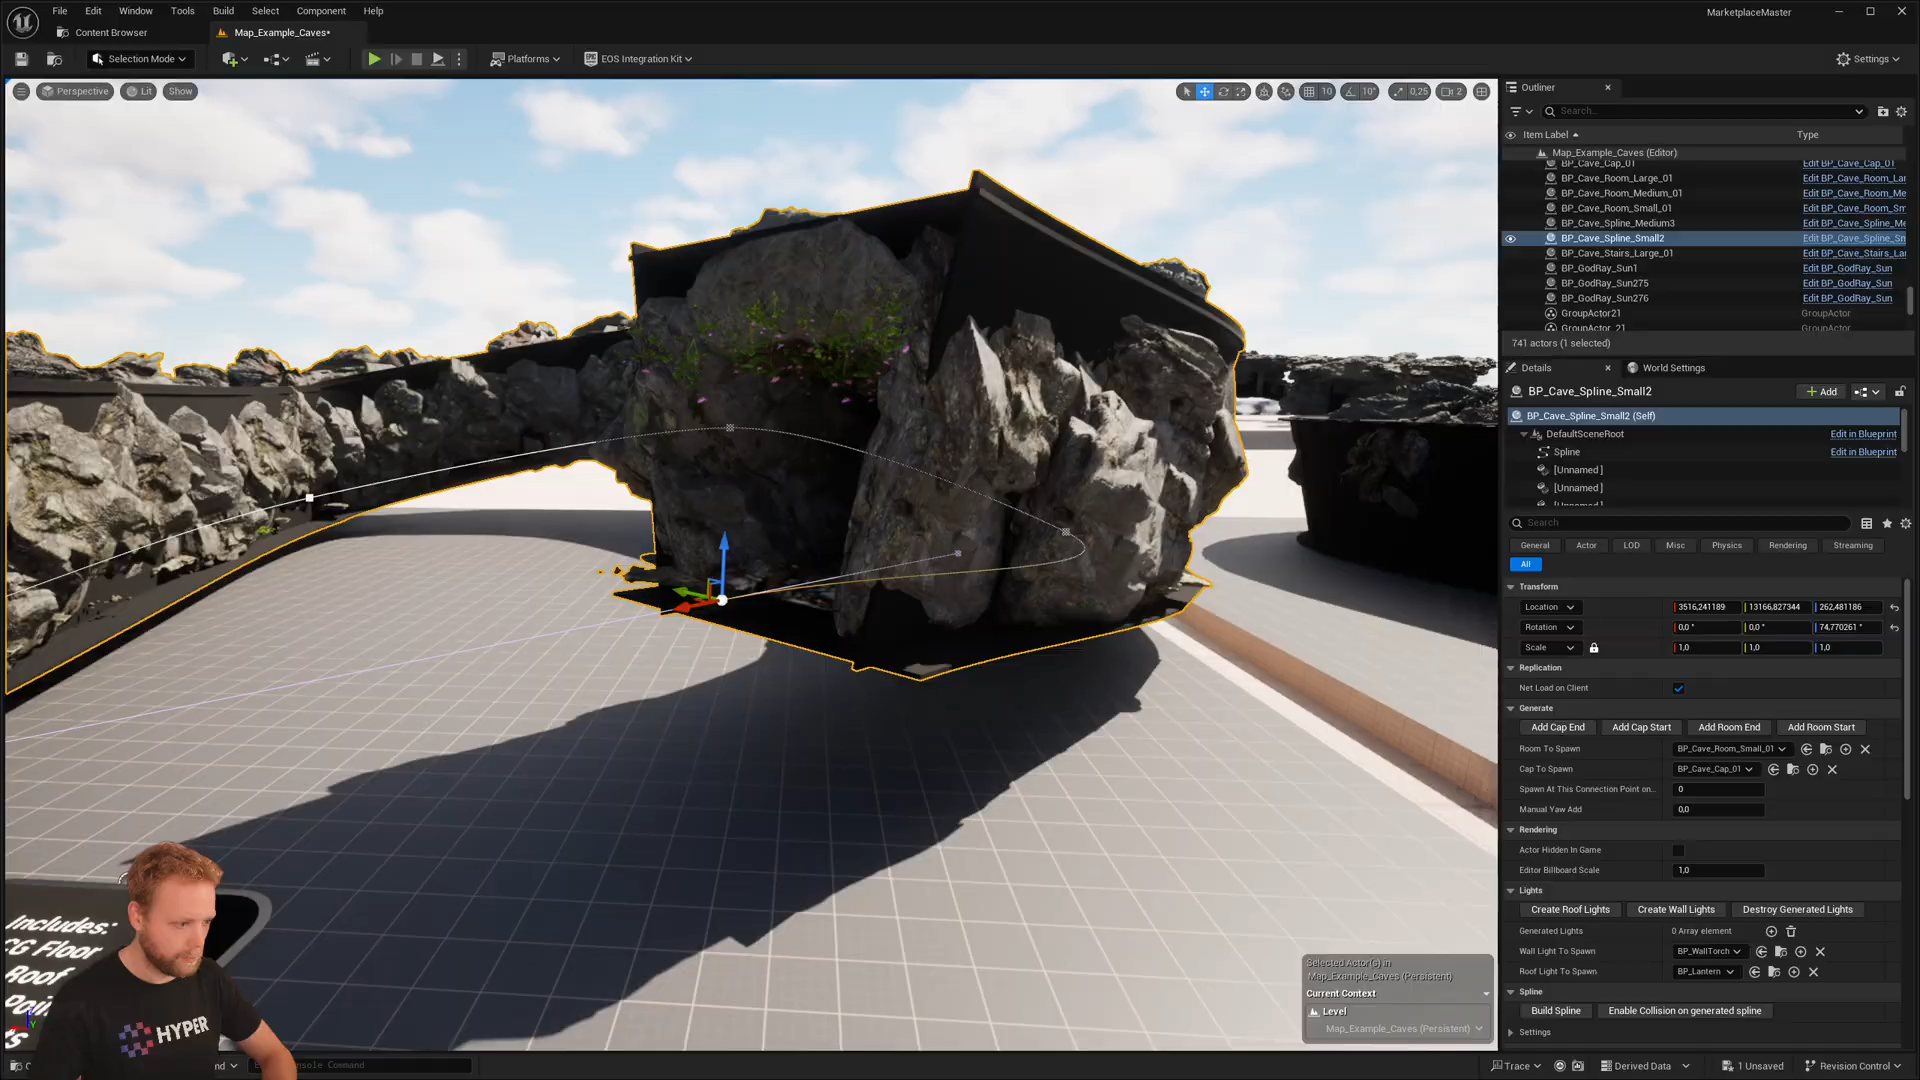 File Edit Window Tools Build Select Component Help
MarketplaceMaster
Content Browser
Map_Example_Caves•
Selection Mode
Platforms
EOS Integration Kit
Settings
Perspective
Lit
Show
10
10°
0,25
2
Outliner
Search...
Item Label
Type
Map_Example_Caves (Editor)
BP_Cave_Cap_01 Edit BP_Cave_Cap_01
BP_Cave_Room_Large_01 Edit BP_Cave_Room_Lar
BP_Cave_Room_Medium_01 Edit BP_Cave_Room_Me
BP_Cave_Room_Small_01 Edit BP_Cave_Room_Sm
BP_Cave_Spline_Medium3 Edit BP_Cave_Spline_Me
BP_Cave_Spline_Small2 Edit BP_Cave_Spline_Sn
BP_Cave_Stairs_Large_01 Edit BP_Cave_Stairs_Lar
BP_GodRay_Sun1 Edit BP_GodRay_Sun
BP_GodRay_Sun275 Edit BP_GodRay_Sun
BP_GodRay_Sun276 Edit BP_GodRay_Sun
GroupActor21 GroupActor
GroupActor_21 GroupActor
741 actors (1 selected)
Details
World Settings
BP_Cave_Spline_Small2
Add
BP_Cave_Spline_Small2 (Self)
DefaultSceneRoot Edit in Blueprint
Spline Edit in Blueprint
[Unnamed ]
[Unnamed ]
Search
General Actor LOD Misc Physics Rendering Streaming
All
Transform
Location 3516,241189 13166,827344 262,481186
Rotation 0,0 ° 0,0 ° 74,770261 °
Scale 1,0 1,0 1,0
Replication
Net Load on Client
Generate
Add Cap End Add Cap Start Add Room End Add Room Start
Room To Spawn BP_Cave_Room_Small_01
Cap To Spawn BP_Cave_Cap_01
Spawn At This Connection Point on... 0
Manual Yaw Add 0,0
Rendering
Actor Hidden In Game
Editor Billboard Scale 1,0
Lights
Create Roof Lights Create Wall Lights Destroy Generated Lights
Generated Lights 0 Array element
Wall Light To Spawn BP_WallTorch
Roof Light To Spawn BP_Lantern
Spline
Build Spline Enable Collision on generated spline
Settings
Selected Actor(s) in
Map_Example_Caves (Persistent)
Current Context
Level
Map_Example_Caves (Persistent)
Includes:
CG Floor
Roof
HYPER
Console Command
Trace
Derived Data
1 Unsaved
Revision Control